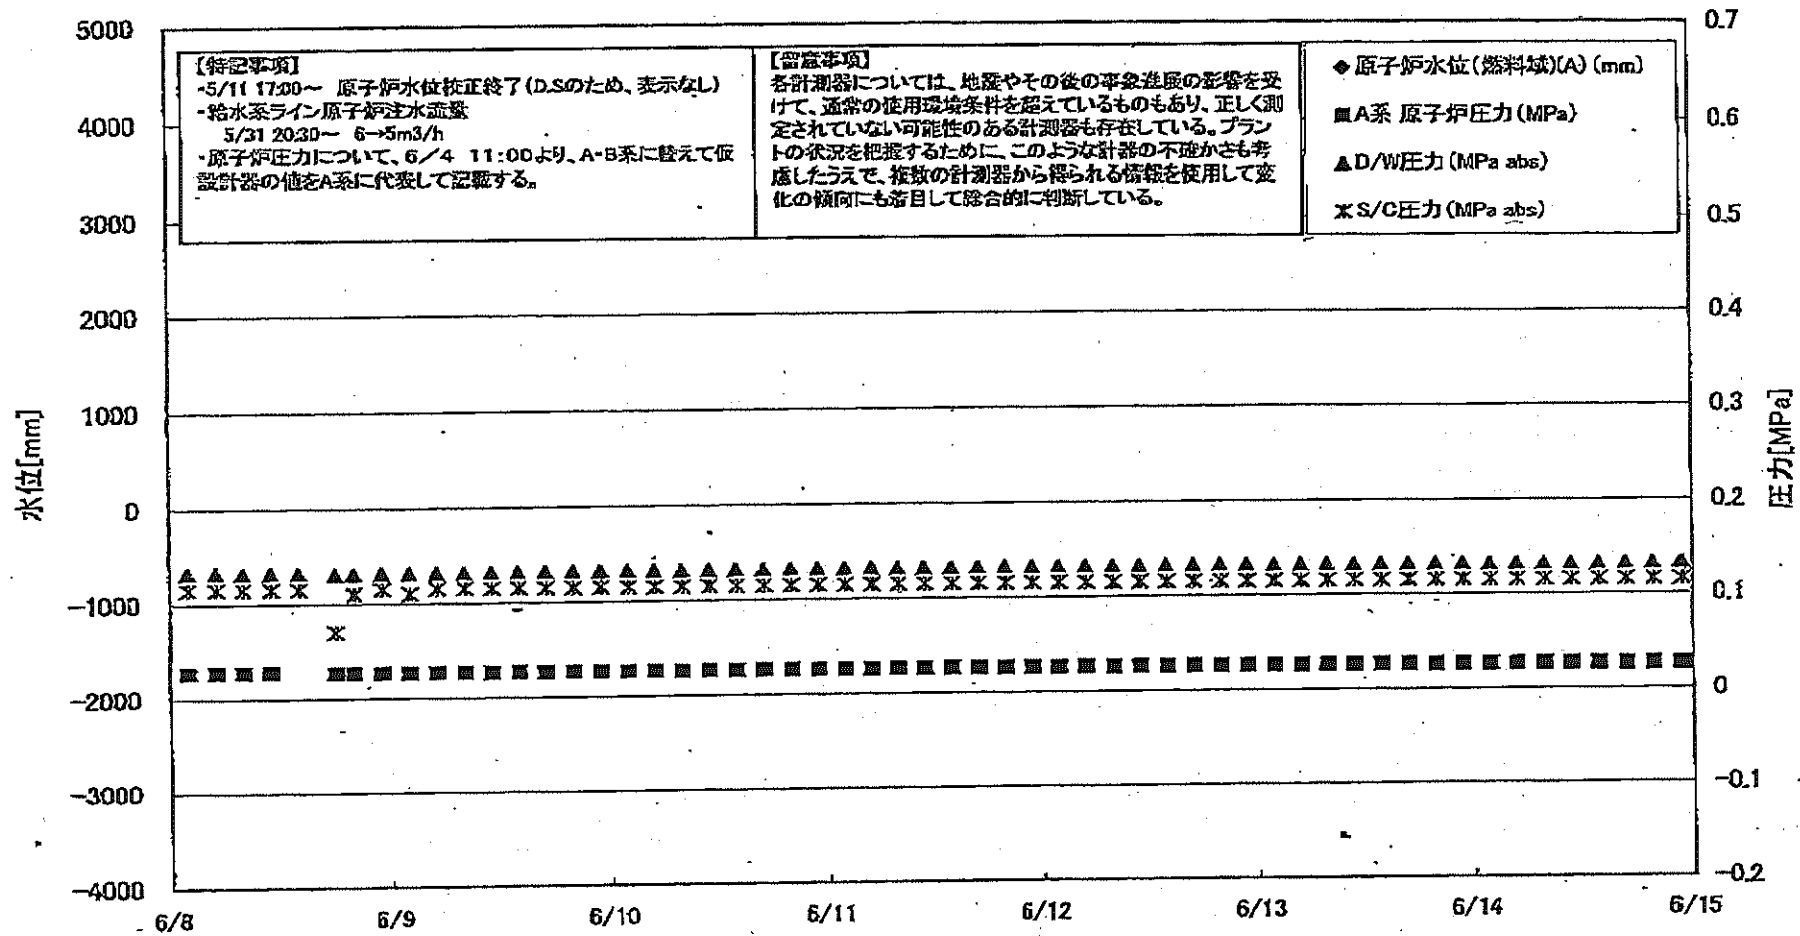 【特記事項】
・5/11 17:00～ 原子炉水位校正終了(D.Sのため、表示なし)
・給水系ライン原子炉注水流量
5/31 20:30～ 6→5m3/h
・原子炉圧力について、6/4 11:00より、A・B系に替えて仮
設計器の値をA系に代表して記載する。
【留意事項】
各計測器については、地震やその後の事象進展の影響を受
けて、通常の使用環境条件を超えているものもあり、正しく測
定されていない可能性のある計測器も存在している。プラン
トの状況を把握するために、このような計器の不確かさも考
慮したうえで、複数の計測器から得られる情報を使用して変
化の傾向にも着目して総合的に判断している。
◆原子炉水位(燃料域)(A)(mm)
■A系 原子炉圧力(MPa)
▲D/W圧力(MPa abs)
S/C圧力(MPa abs)
水位[mm]
5000
4000
3000
2000
1000
0
-1000
-2000
-3000
-4000
圧力[MPa]
0.7
0.6
0.5
0.4
0.3
0.2
0.1
0
-0.1
-0.2
6/8
6/9
6/10
6/11
6/12
6/13
6/14
6/15